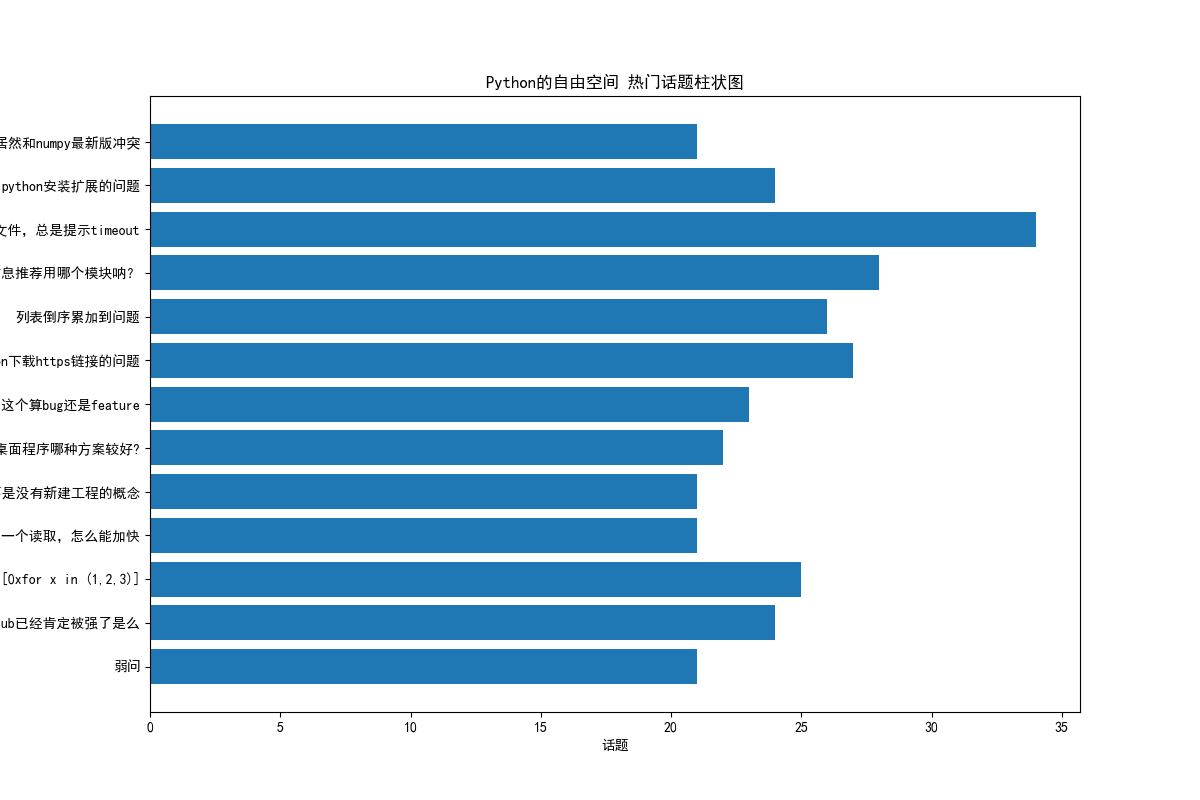 Python的自由空间 热门话题柱状图
居然和numpy最新版冲突
python安装扩展的问题
文件，总是提示timeout
息推荐用哪个模块呐？
列表倒序累加到问题
n下载https链接的问题
这个算bug还是feature
桌面程序哪种方案较好?
是没有新建工程的概念
一个读取，怎么能加快
[0xfor x in (1,2,3)]
ub已经肯定被强了是么
弱问
0 5 10 15 20 25 30 35
话题